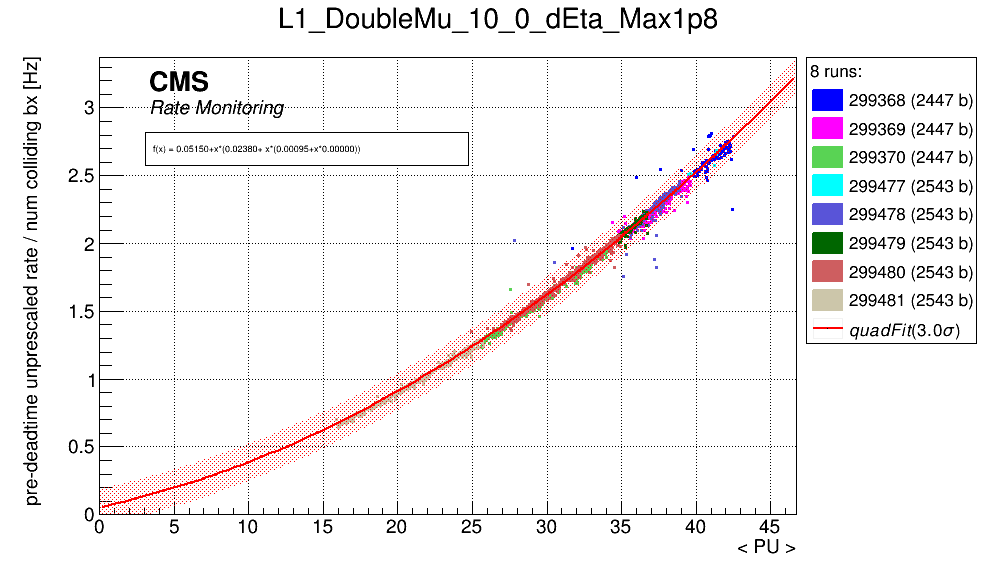 L1_DoubleMu_10_0_dEta_Max1p8
pre-deadtime unprescaled rate / num colliding bx [Hz]
CMS
Rate Monitoring
f(x) = 0.05150+x*(0.02380+ x*(0.00095+x*0.00000))
3
2.5
2
1.5
1
0.5
0
0 5 10 15 20 25 30 35 40 45
< PU >
8 runs:
299368 (2447 b)
299369 (2447 b)
299370 (2447 b)
299477 (2543 b)
299478 (2543 b)
299479 (2543 b)
299480 (2543 b)
299481 (2543 b)
quadFit(3.0σ)